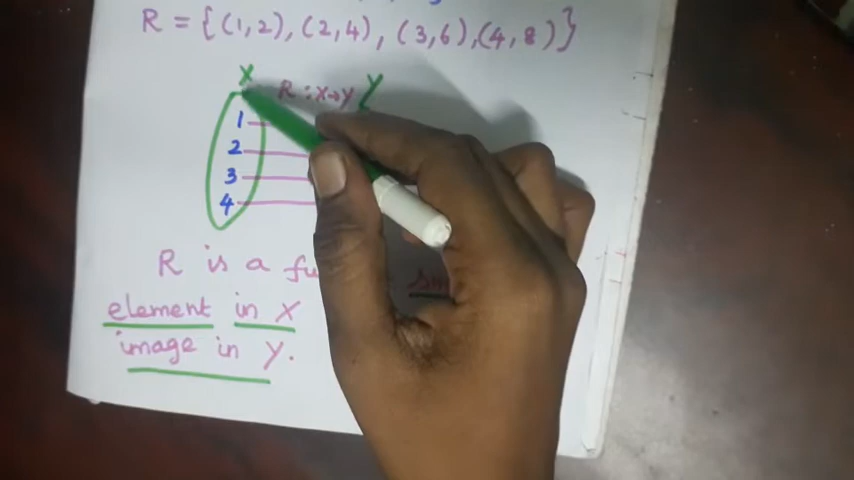 R = {(1,2),(2,4),(3,6),(4,8)}
X R : X→Y Y
1
2
3
4
R is a
element in X
image in Y.